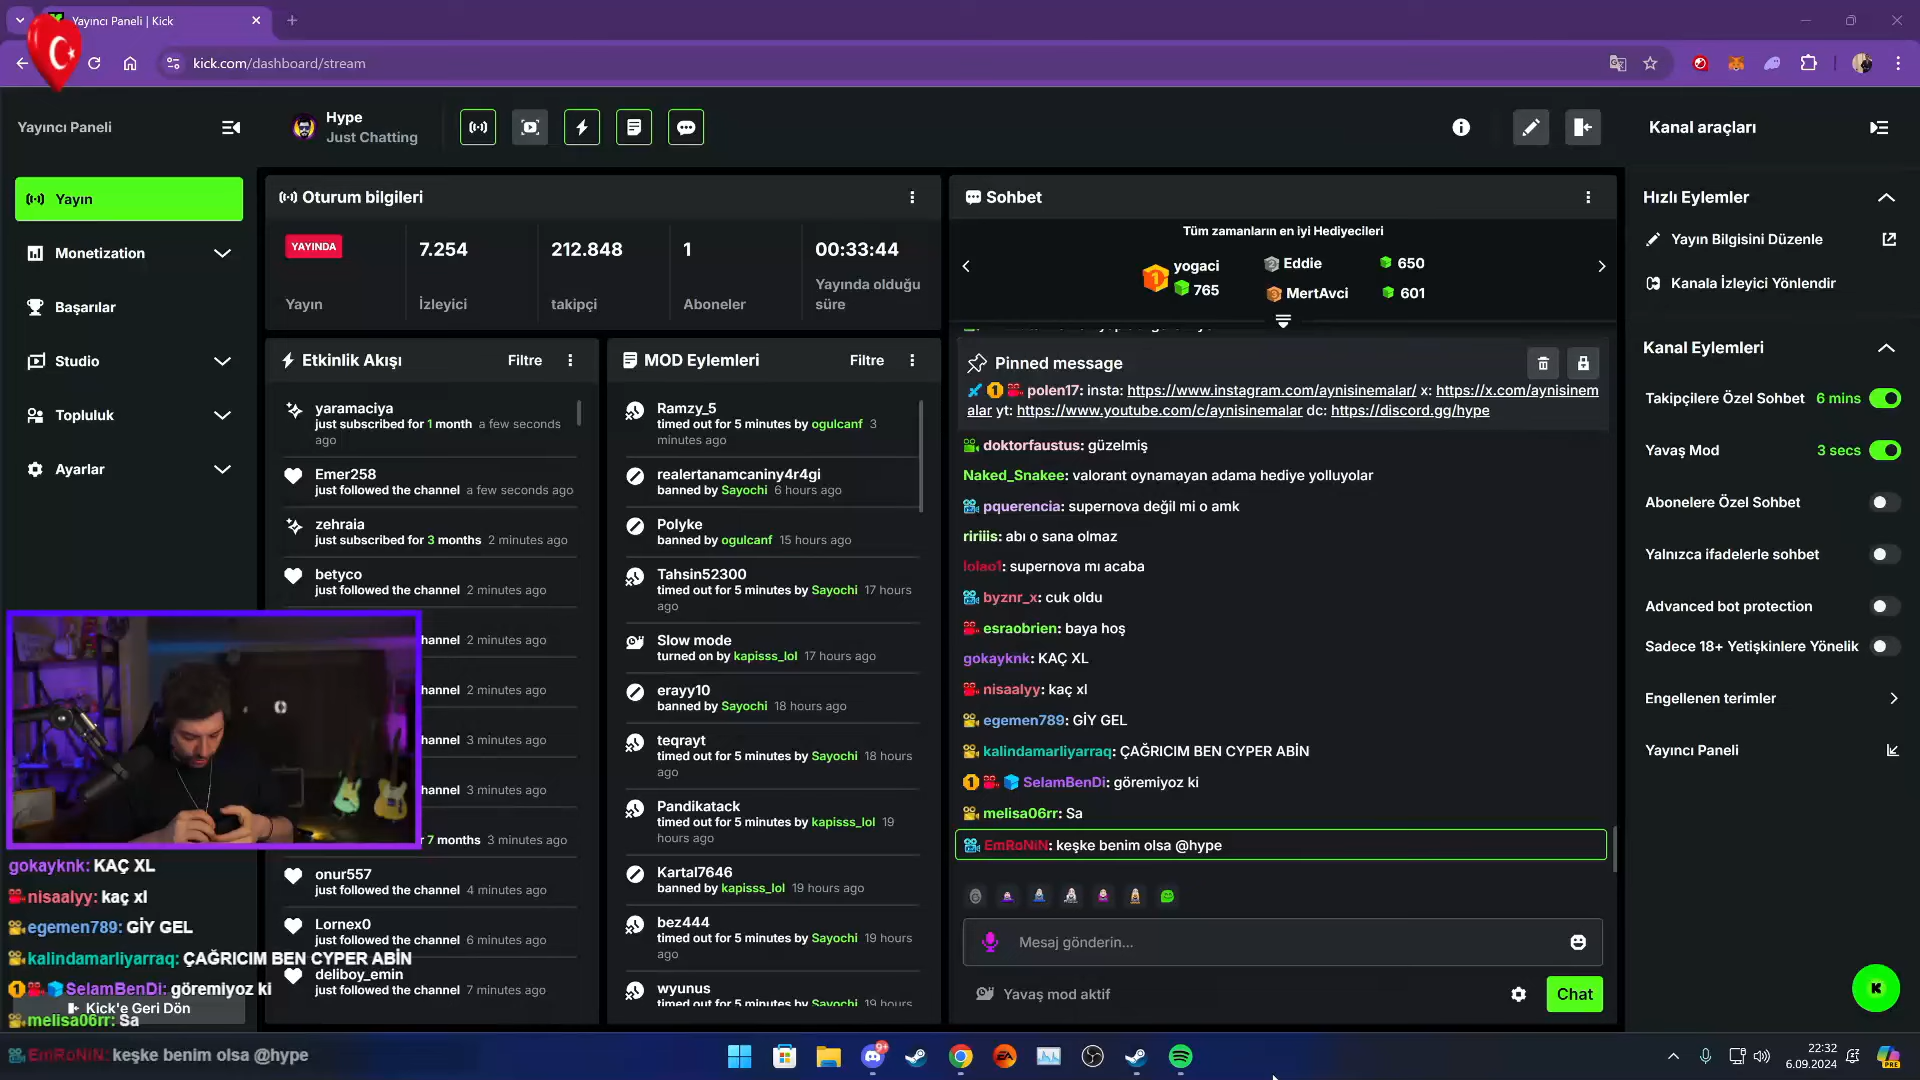 Yayıncı Paneli | Kick
kick.com/dashboard/stream
Yayıncı Paneli
Hype
Just Chatting
Kanal araçları
Yayın
Monetization
Başarılar
Studio
Topluluk
Ayarlar
Oturum bilgileri
YAYINDA
7.254
212.848
1
00:33:44
Yayın
İzleyici
takipçi
Aboneler
Yayında olduğu
süre
Etkinlik Akışı
Filtre
yaramaciya
just subscribed for 1 month a few seconds
ago
Emer258
just followed the channel a few seconds ago
zehraia
just subscribed for 3 months 2 minutes ago
betyco
just followed the channel 2 minutes ago
hannel 2 minutes ago
hannel 2 minutes ago
hannel 3 minutes ago
hannel 3 minutes ago
r 7 months 3 minutes ago
onur557
just followed the channel 4 minutes ago
Lornex0
just followed the channel 6 minutes ago
deliboy_emin
just followed the channel 7 minutes ago
MOD Eylemleri
Filtre
Ramzy_5
timed out for 5 minutes by ogulcanf 3
minutes ago
realertanamcaniny4r4gi
banned by Sayochi 6 hours ago
Polyke
banned by ogulcanf 15 hours ago
Tahsin52300
timed out for 5 minutes by Sayochi 17 hours
ago
Slow mode
turned on by kapisss_lol 17 hours ago
erayy10
banned by Sayochi 18 hours ago
teqrayt
timed out for 5 minutes by Sayochi 18 hours
ago
Pandikatack
timed out for 5 minutes by kapisss_lol 19
hours ago
Kartal7646
banned by kapisss_lol 19 hours ago
bez444
timed out for 5 minutes by Sayochi 19 hours
ago
wyunus
timed out for 5 minutes by Sayochi 19 hours
Sohbet
Tüm zamanların en iyi Hediyecileri
1 yogaci
765
2 Eddie 650
3 MertAvci 601
Pinned message
polen17: insta: https://www.instagram.com/aynisinemalar/ x: https://x.com/aynisinem
alar yt: https://www.youtube.com/c/aynisinemalar dc: https://discord.gg/hype
doktorfaustus: güzelmiş
Naked_Snakee: valorant oynamayan adama hediye yolluyolar
pquerencia: supernova değil mi o amk
ririiis: abı o sana olmaz
lolao1: supernova mı acaba
byznr_x: cuk oldu
esraobrien: baya hoş
gokayknk: KAÇ XL
nisaalyy: kaç xl
egemen789: GİY GEL
kalindamarliyarraq: ÇAĞRICIM BEN CYPER ABİN
SelamBenDi: göremiyoz ki
melisa06rr: Sa
EmRoNiN: keşke benim olsa @hype
Mesaj gönderin...
Yavaş mod aktif
Chat
Hızlı Eylemler
Yayın Bilgisini Düzenle
Kanala İzleyici Yönlendir
Kanal Eylemleri
Takipçilere Özel Sohbet 6 mins
Yavaş Mod 3 secs
Abonelere Özel Sohbet
Yalnızca ifadelerle sohbet
Advanced bot protection
Sadece 18+ Yetişkinlere Yönelik
Engellenen terimler
Yayıncı Paneli
K
gokayknk: KAÇ XL
nisaalyy: kaç xl
egemen789: GİY GEL
kalindamarliyarraq: ÇAĞRICIM BEN CYPER ABİN
SelamBenDi: göremiyoz ki
Kick'e Geri Dön
melisa06rr: Sa
EmRoNiN: keşke benim olsa @hype
9+
EA
22:32
6.09.2024
PRE